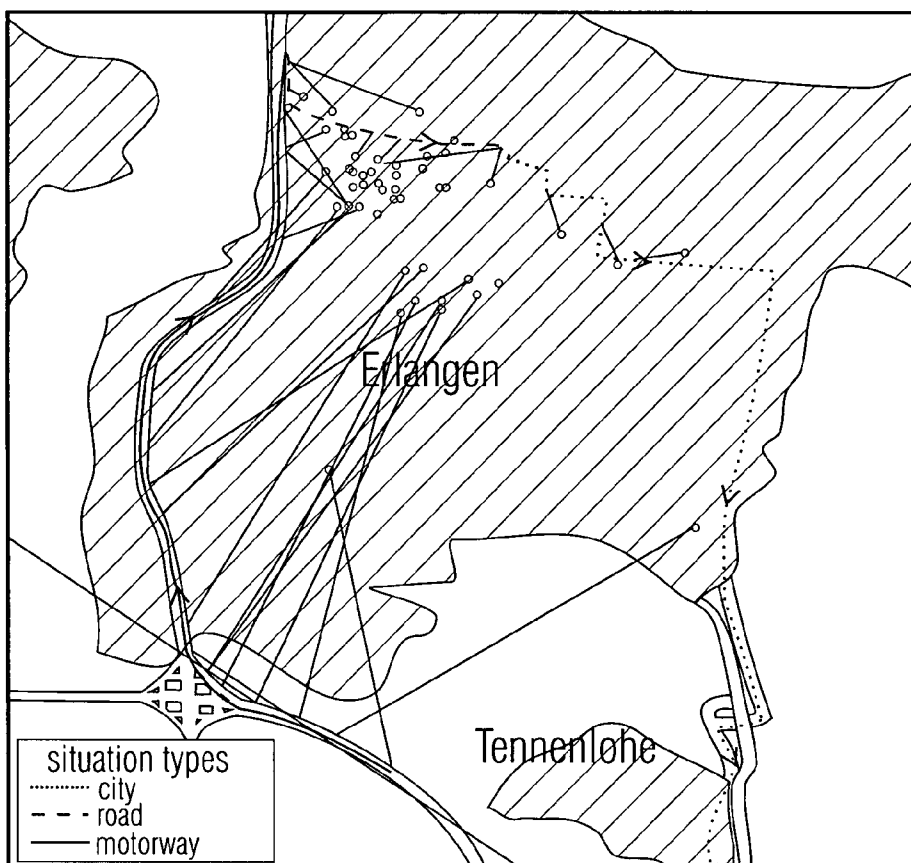 Erlangen
Tennenlohe
situation types
city
road
motorway